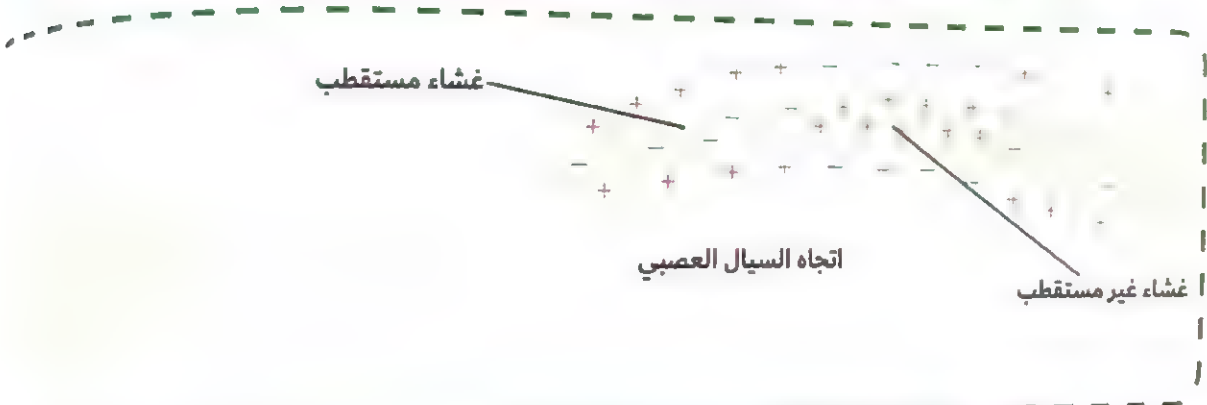 غشاء مستقطب
اتجاه السيال العصبي
غشاء غير مستقطب